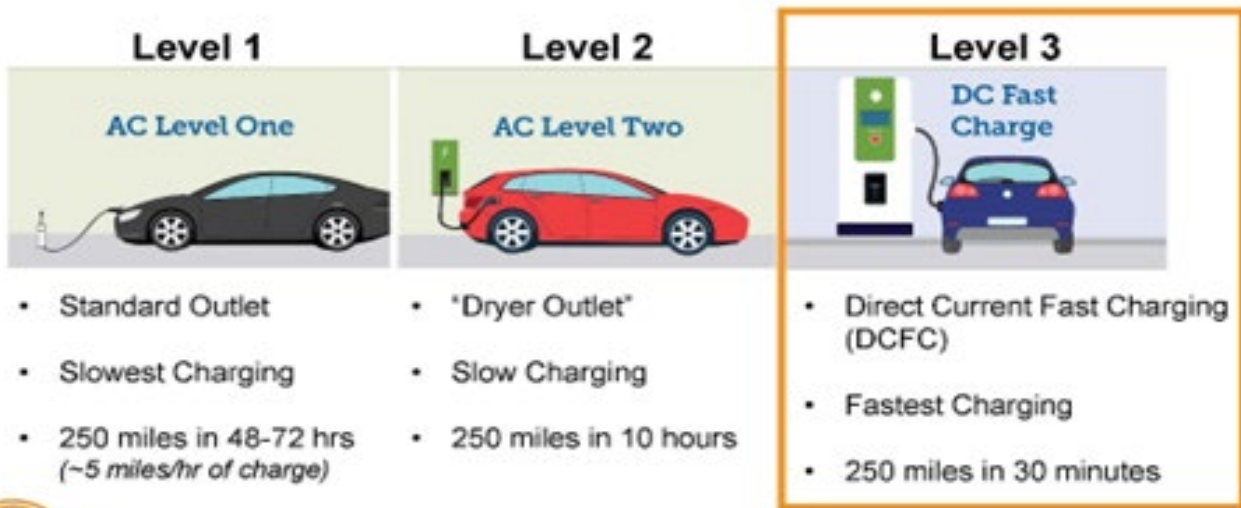 Level 1
AC Level One
• Standard Outlet
• Slowest Charging
• 250 miles in 48-72 hrs
(~5 miles/hr of charge)
Level 2
AC Level Two
• "Dryer Outlet"
• Slow Charging
• 250 miles in 10 hours
Level 3
DC Fast
Charge
• Direct Current Fast Charging
(DCFC)
• Fastest Charging
• 250 miles in 30 minutes